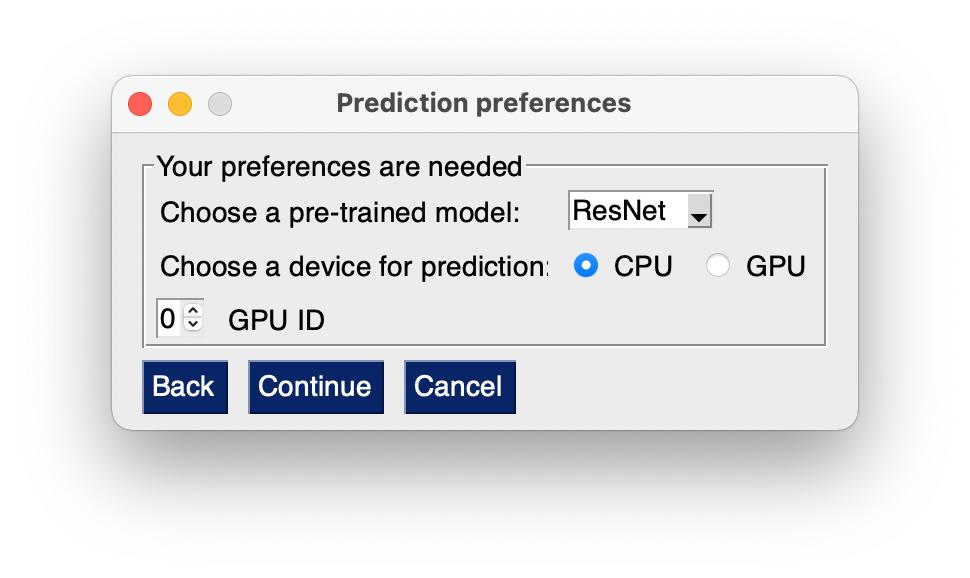 Prediction preferences
Your preferences are needed
Choose a pre-trained model: ResNet
Choose a device for prediction: CPU GPU
0 GPU ID
Back Continue Cancel